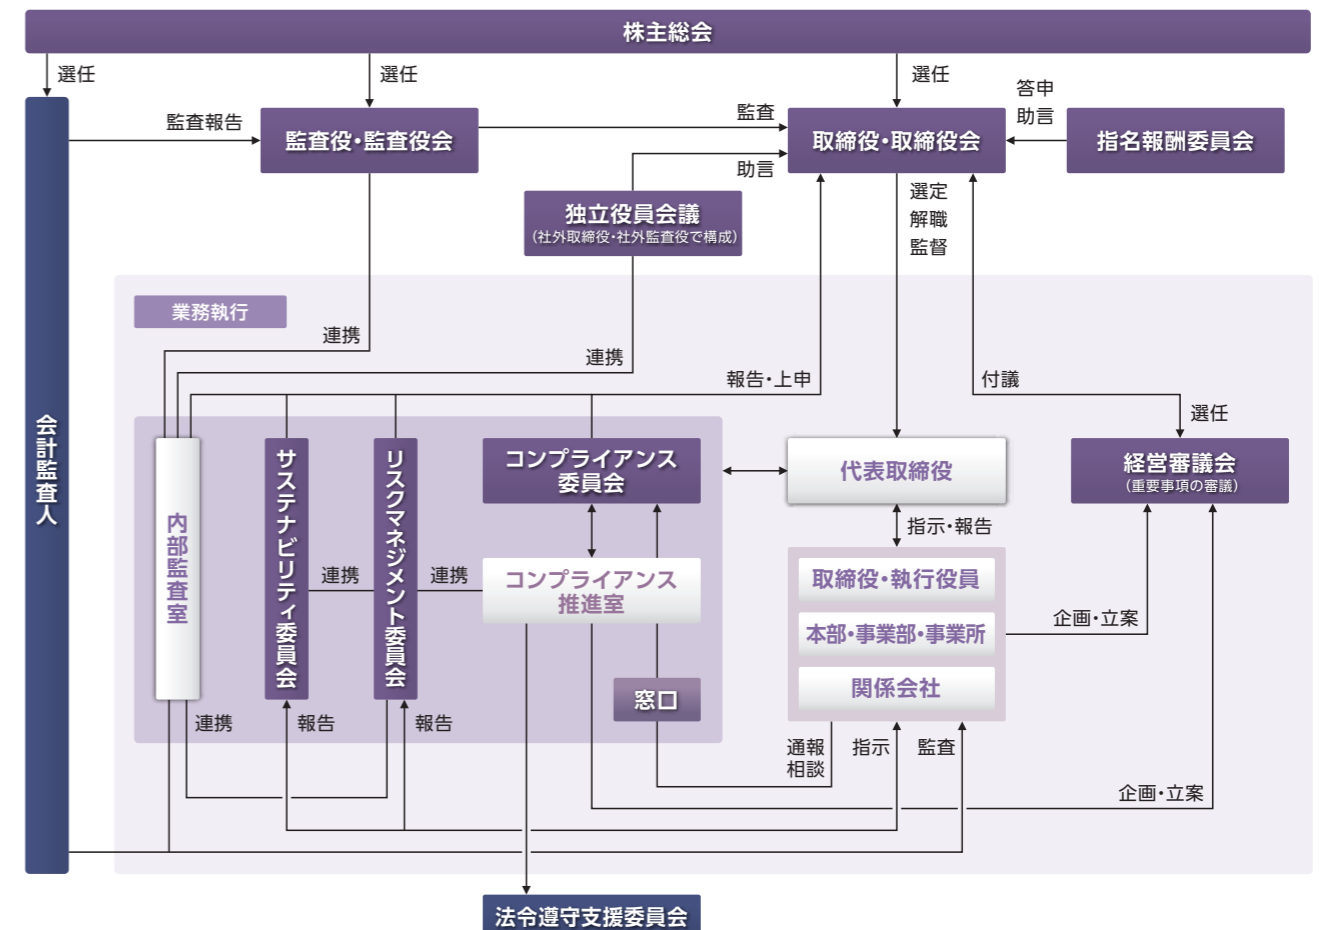 株主総会
選任
選任
選任
答申
助言
監査報告
監査役・監査役会
監査
取締役・取締役会
指名報酬委員会
助言
独立役員会議
（社外取締役・社外監査役で構成）
選定
解職
監督
業務執行
連携
連携
報告・上申
付議
選任
会計監査人
内部監査室
サステナビリティ委員会
リスクマネジメント委員会
コンプライアンス
委員会
代表取締役
経営審議会
（重要事項の審議）
指示・報告
連携
連携
コンプライアンス
推進室
取締役・執行役員
本部・事業部・事業所
関係会社
企画・立案
窓口
連携
報告
報告
通報
相談
指示
監査
企画・立案
法令遵守支援委員会